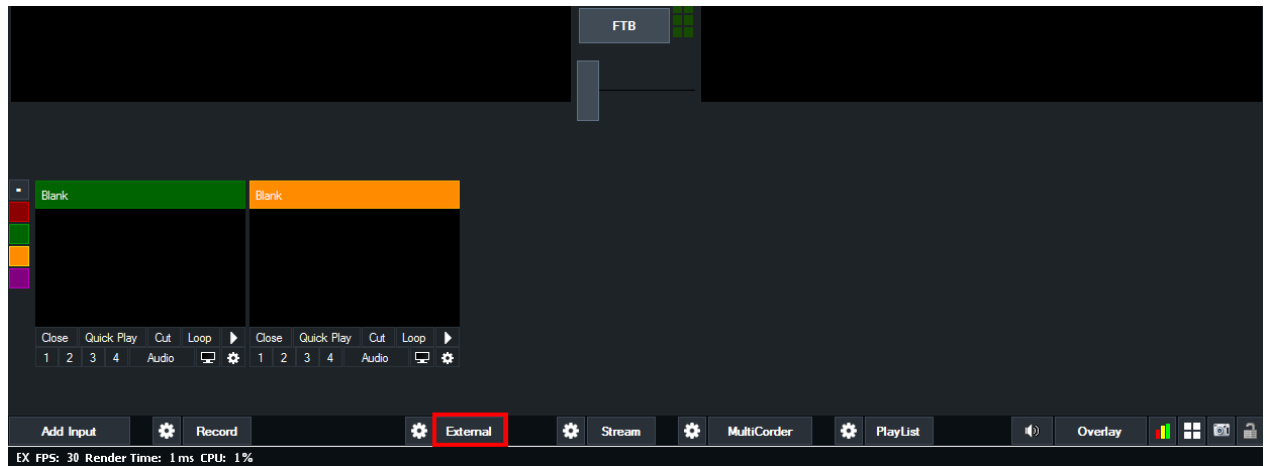 FTB
Blank Blank
Close Quick Play Cut Loop Close Quick Play Cut Loop
1 2 3 4 Audio 1 2 3 4 Audio
Add Input Record External Stream MultiCorder PlayList Overlay
EX FPS: 30 Render Time: 1 ms CPU: 1%